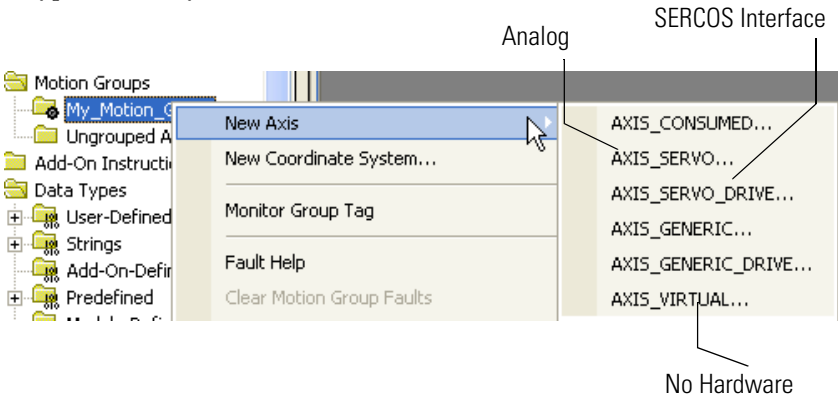 SERCOS Interface
Analog
Motion Groups
My_Motion_G
Ungrouped A
Add-On Instructi
Data Types
User-Defined
Strings
Add-On-Defir
Predefined
New Axis
New Coordinate System...
Monitor Group Tag
Fault Help
Clear Motion Group Faults
AXIS_CONSUMED...
AXIS_SERVO...
AXIS_SERVO_DRIVE...
AXIS_GENERIC...
AXIS_GENERIC_DRIVE...
AXIS_VIRTUAL...
No Hardware